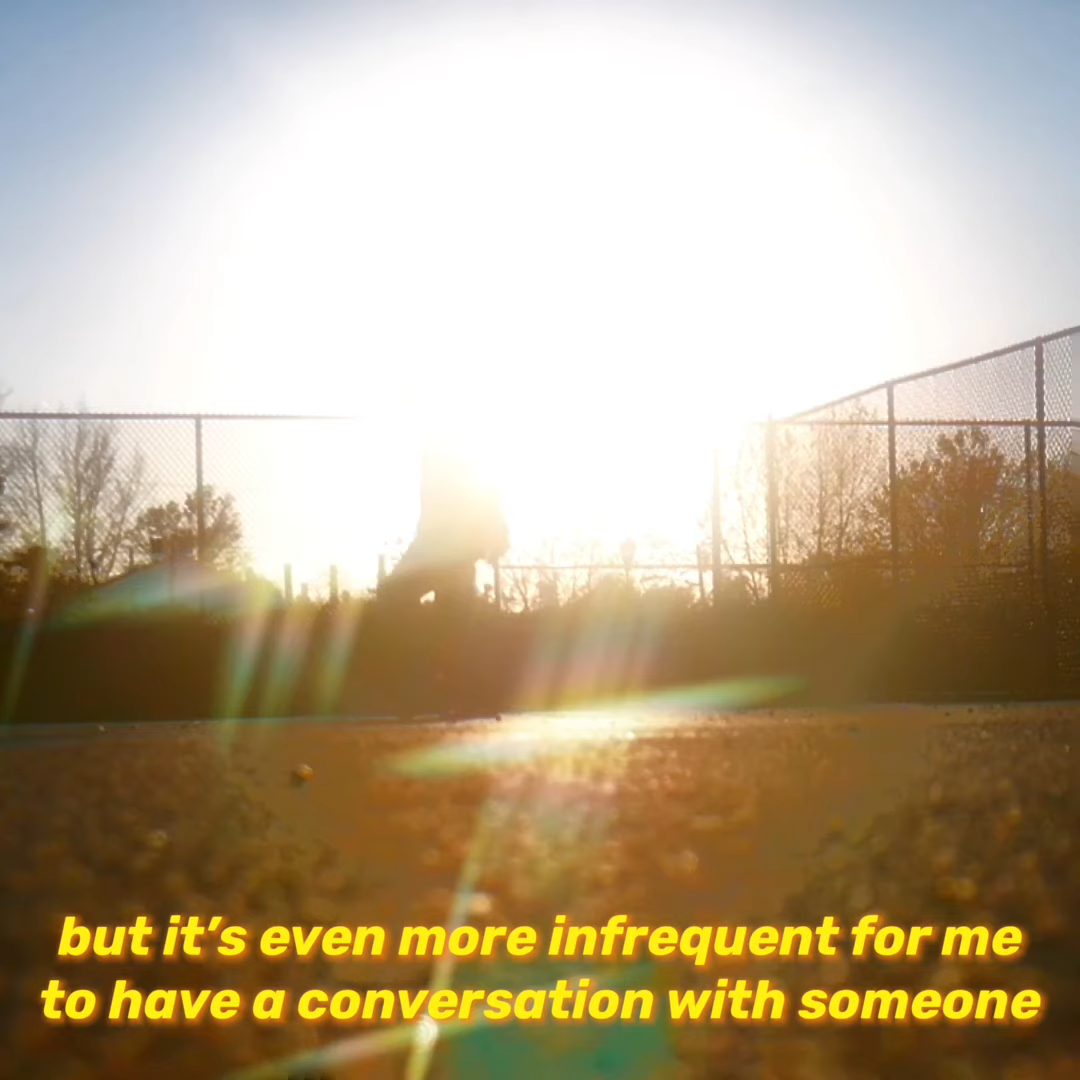 but it’s even more infrequent for me
to have a conversation with someone